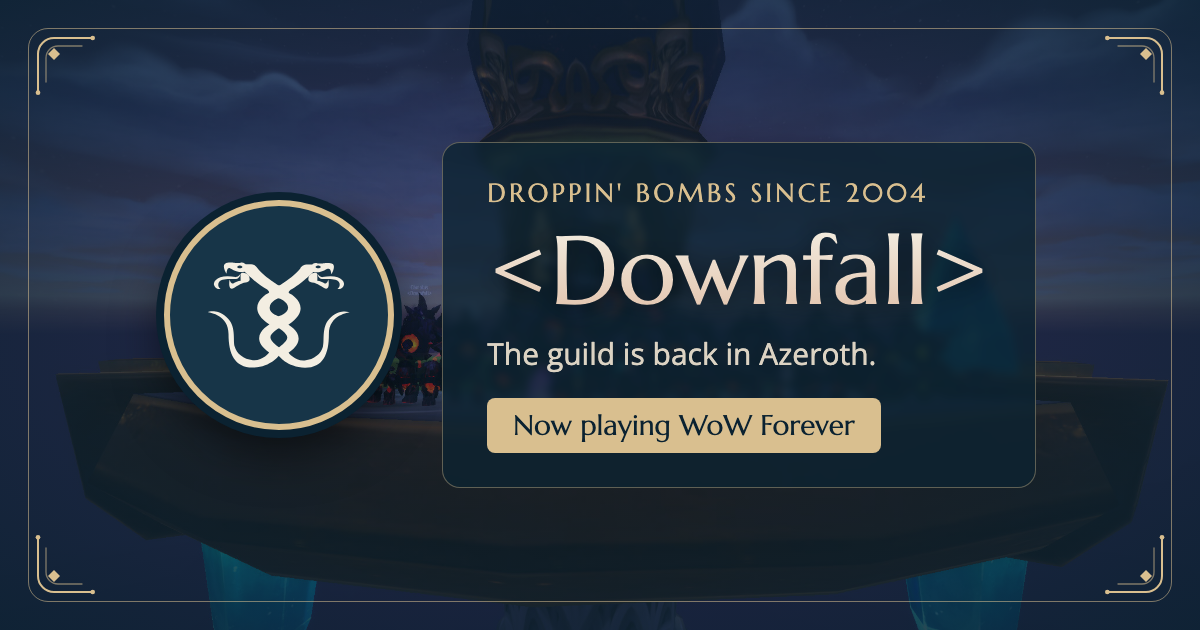 DROPPIN' BOMBS SINCE 2004
<Downfall>
The guild is back in Azeroth.
Now playing WoW Forever